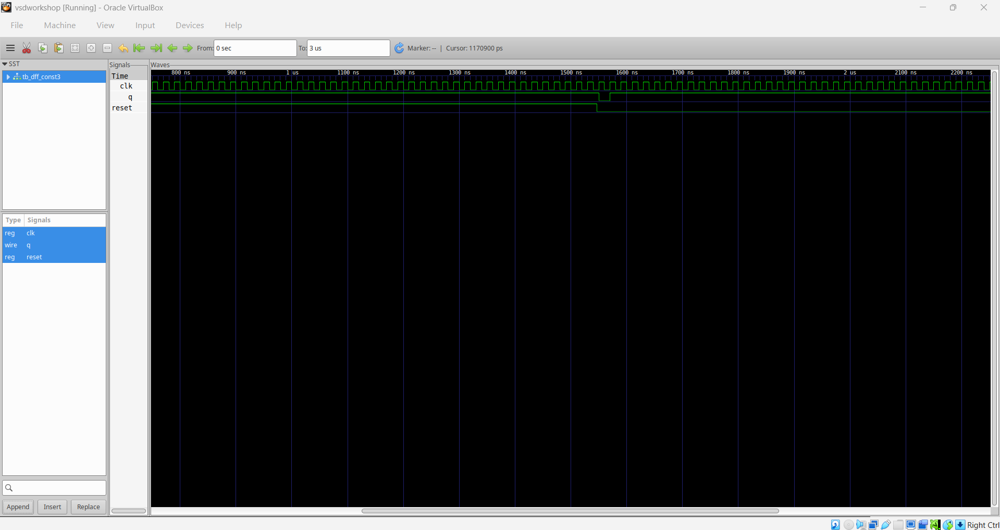 vsdworkshop [Running] - Oracle VirtualBox
File Machine View Input Devices Help
From: 0 sec To: 3 us Marker: -- | Cursor: 1170900 ps
SST
tb_dff_const3
Type Signals
reg clk
wire q
reg reset
Append Insert Replace
Signals
Time
clk
q
reset
Waves
800 ns 900 ns 1 us 1100 ns 1200 ns 1300 ns 1400 ns 1500 ns 1600 ns 1700 ns 1800 ns 1900 ns 2 us 2100 ns 2200 ns
Right Ctrl